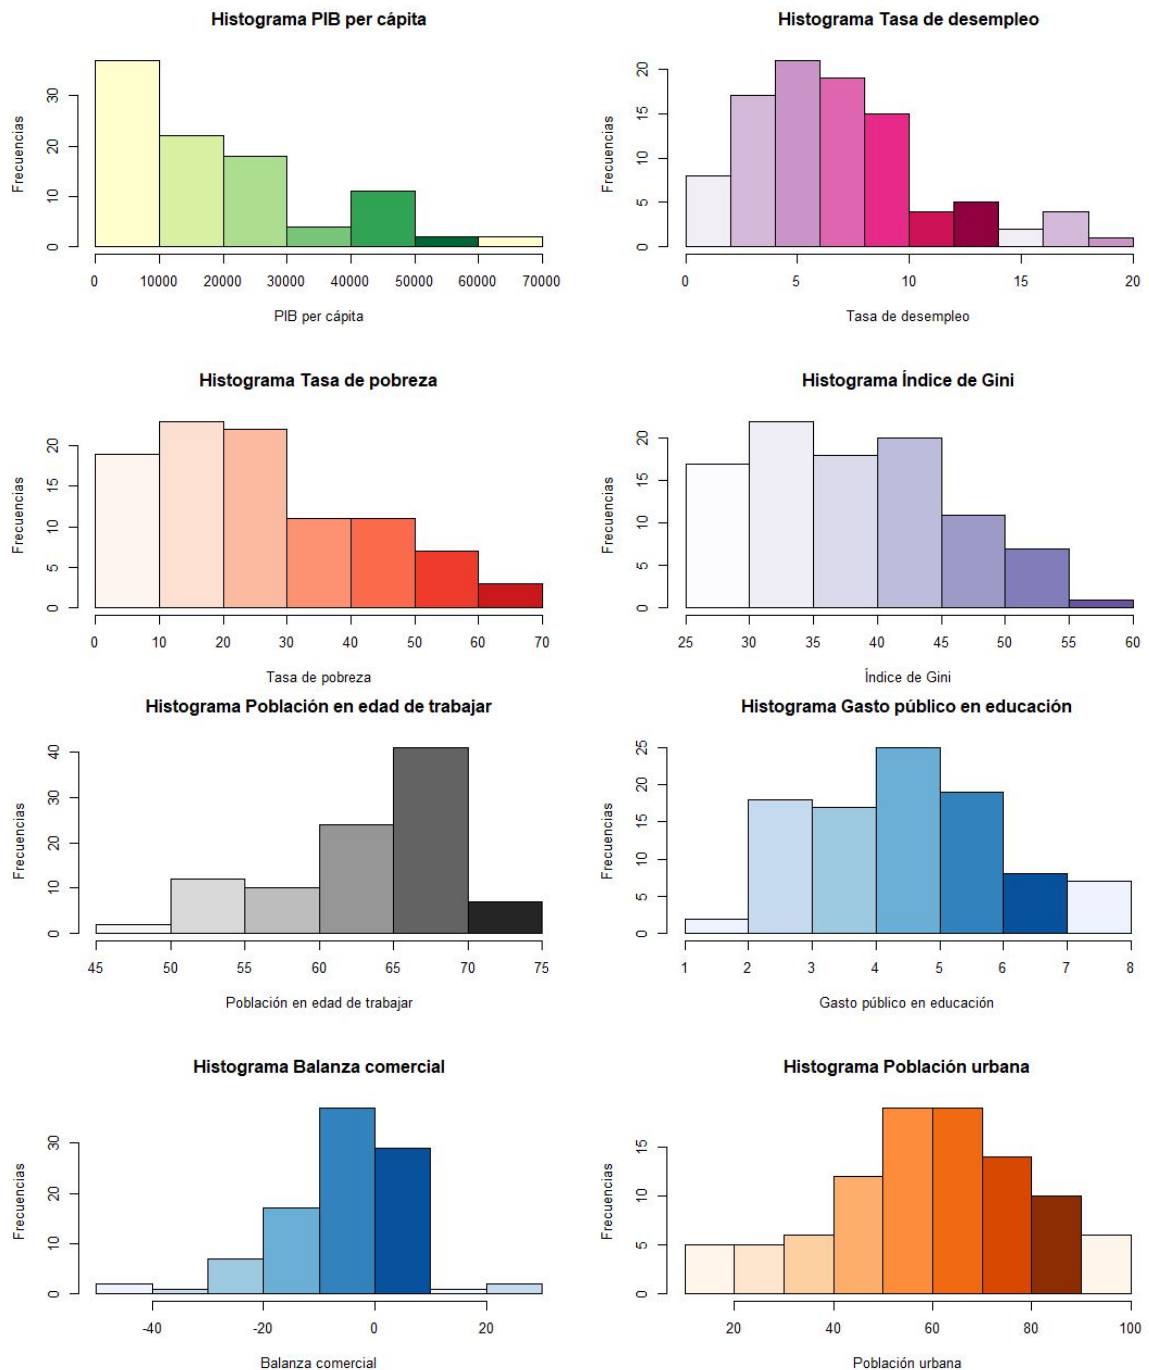 Histograma PIB per cápita
Frecuencias
0 10 20 30
0 10000 20000 30000 40000 50000 60000 70000
PIB per cápita
Histograma Tasa de desempleo
Frecuencias
0 5 10 15 20
0 5 10 15 20
Tasa de desempleo
Histograma Tasa de pobreza
Frecuencias
0 5 10 15 20
0 10 20 30 40 50 60 70
Tasa de pobreza
Histograma Índice de Gini
Frecuencias
0 5 10 15 20
25 30 35 40 45 50 55 60
Índice de Gini
Histograma Población en edad de trabajar
Frecuencias
0 10 20 30 40
45 50 55 60 65 70 75
Población en edad de trabajar
Histograma Gasto público en educación
Frecuencias
0 5 10 15 20 25
1 2 3 4 5 6 7 8
Gasto público en educación
Histograma Balanza comercial
Frecuencias
0 10 20 30
-40 -20 0 20
Balanza comercial
Histograma Población urbana
Frecuencias
0 5 10 15
20 40 60 80 100
Población urbana